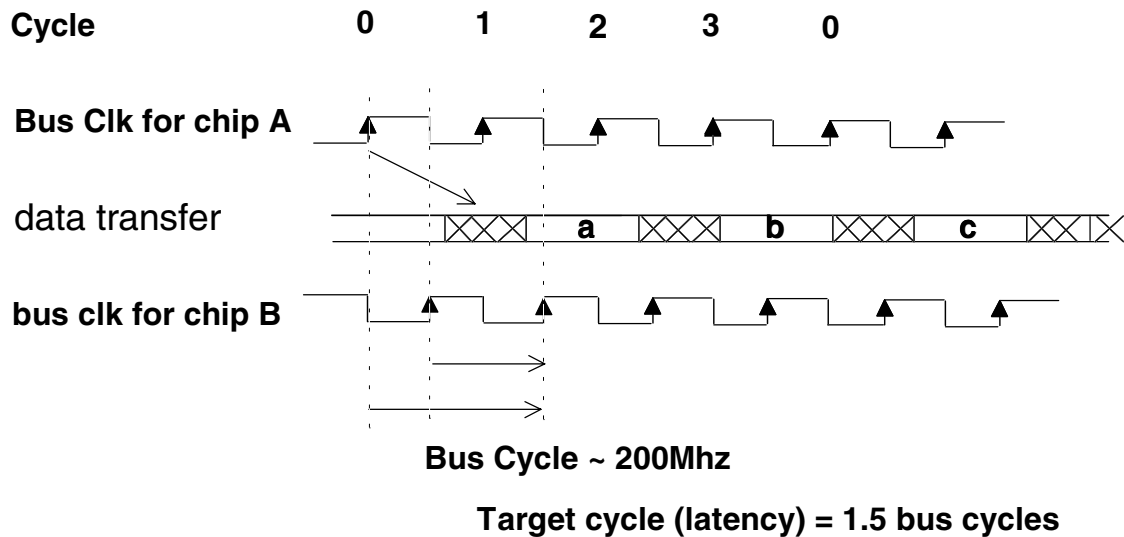 Cycle 0 1 2 3 0
Bus Clk for chip A
data transfer a b c
bus clk for chip B
Bus Cycle ~ 200Mhz
Target cycle (latency) = 1.5 bus cycles